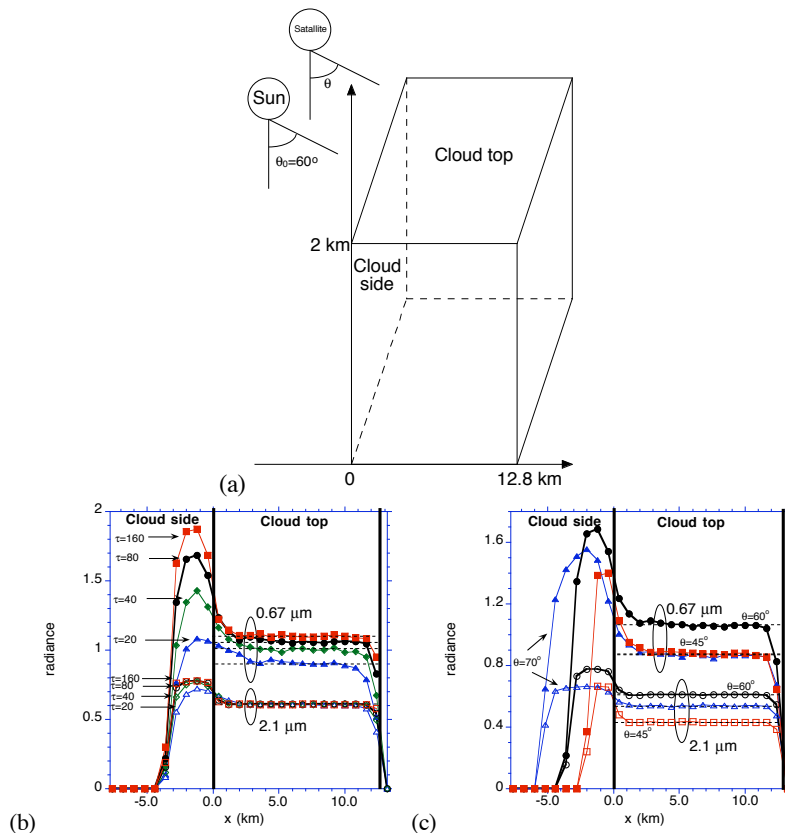 Satallite
θ
Sun
θ₀=60º
Cloud top
2 km
Cloud
side
0
12.8 km
(a)
2
1.5
1.0
0.5
0
radiance
Cloud side
Cloud top
τ=160
τ=80
τ=40
τ=20
τ=160
τ=80
τ=40
τ=20
0.67 µm
2.1 µm
-5.0
0.0
5.0
10.0
x (km)
(b)
1.6
1.2
0.8
0.4
0
radiance
Cloud side
Cloud top
θ=60°
0.67 µm
θ=45°
θ=70°
θ=60°
2.1 µm
θ=45°
-5.0
0.0
5.0
10.0
x (km)
(c)